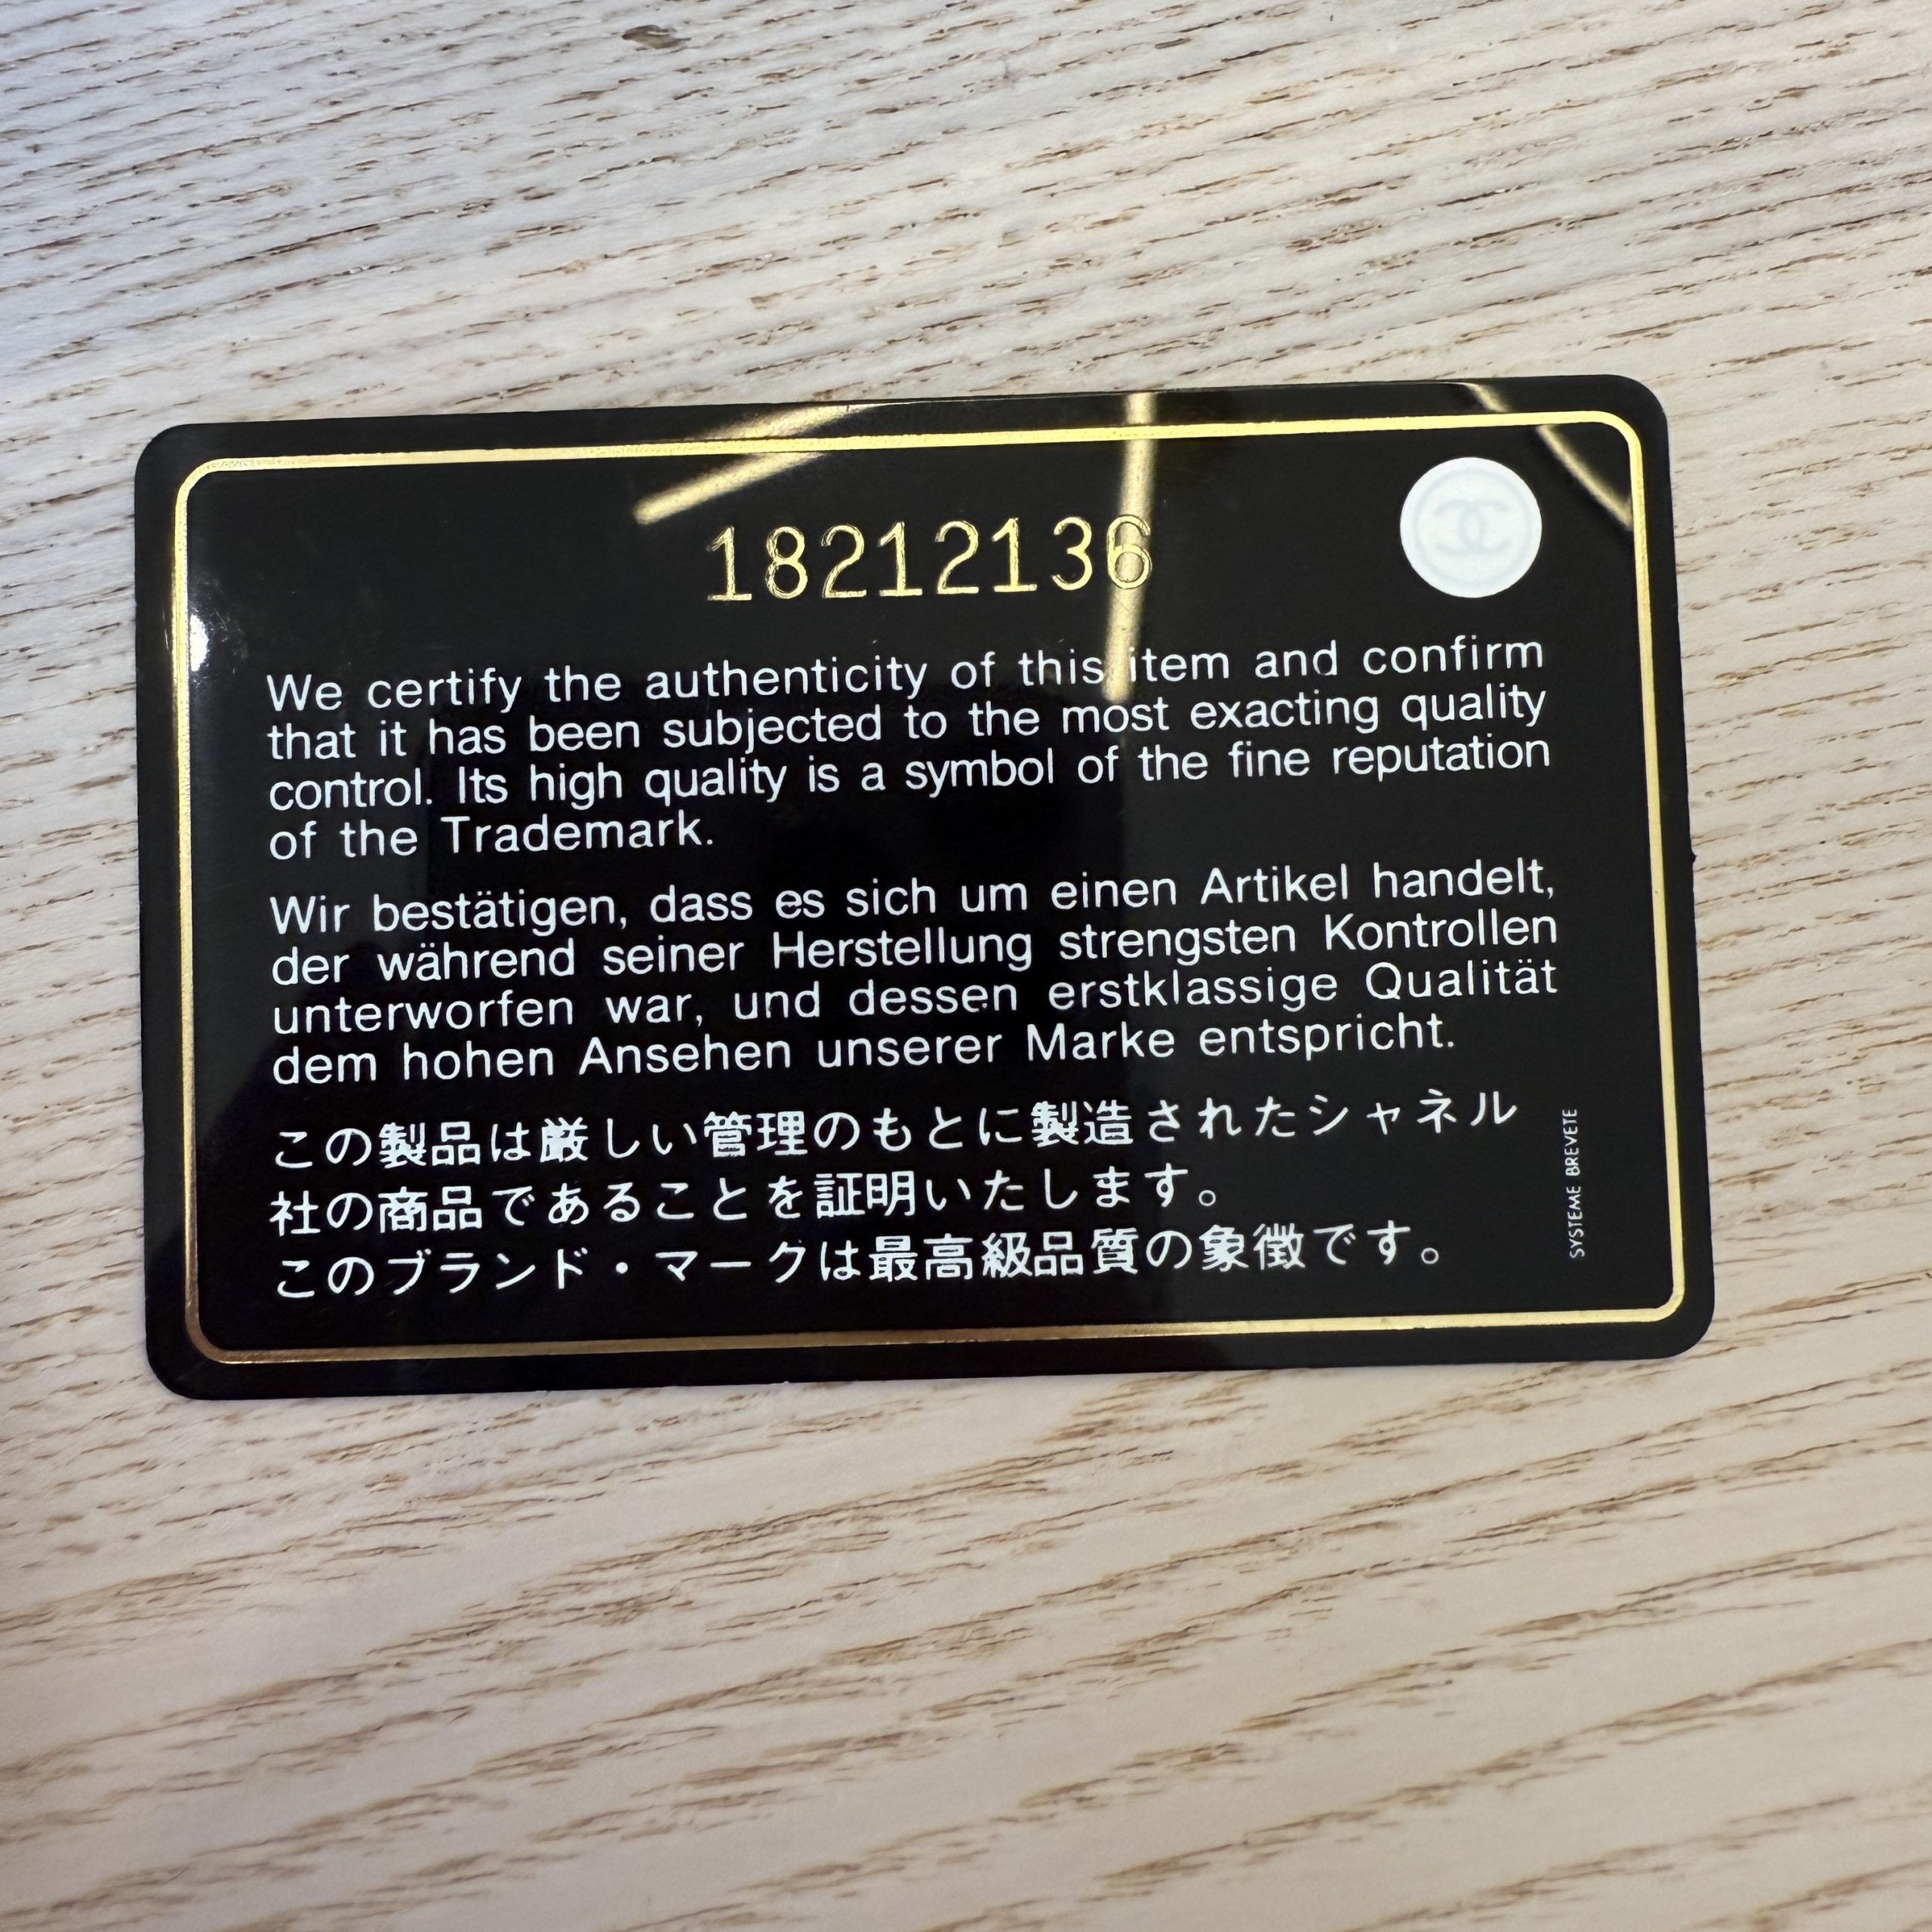 18212136
We certify the authenticity of this item and confirm
that it has been subjected to the most exacting quality
control. Its high quality is a symbol of the fine reputation
of the Trademark.
Wir bestätigen, dass es sich um einen Artikel handelt,
der während seiner Herstellung strengsten Kontrollen
unterworfen war, und dessen erstklassige Qualität
dem hohen Ansehen unserer Marke entspricht.
この製品は厳しい管理のもとに製造されたシャネル
社の商品であることを証明いたします。
このブランド・マークは最高級品質の象徴です。
SYSTEME BREVETE